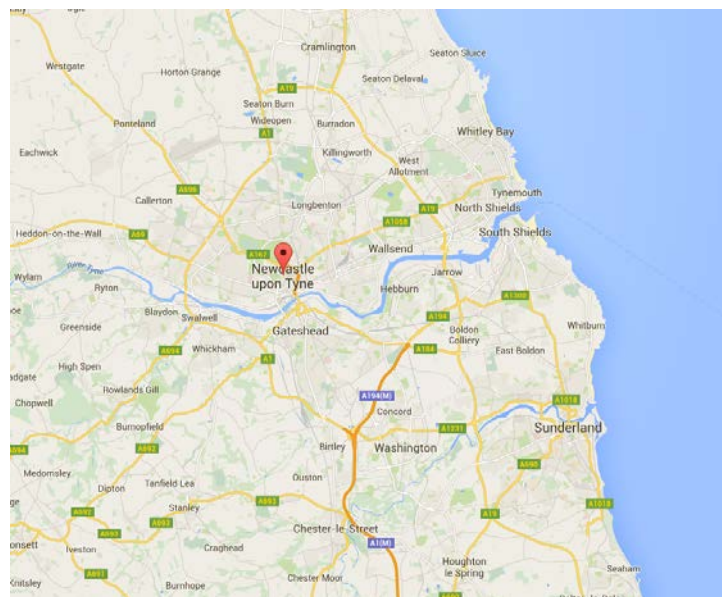 Cramlington
Seaton Sluice
Westgate
Horton Grange
Seaton Delaval
A19
Seaton Burn
Wideopen
Ponteland
Burradon
A1
Whitley Bay
Eachwick
Killingworth
West
Allotment
A696
Callerton
Longbenton
Tynemouth
A19
North Shields
A1058
Heddon-on-the-Wall
A69
South Shields
A167
Wallsend
Newcastle
upon Tyne
River Tyne
Wylam
Ryton
Jarrow
Hebburn
A1300
Blaydon
Swalwell
A194
Greenside
Gateshead
Boldon
Colliery
Whitburn
A694
Whickham
A184
East Boldon
A1
High Spen
Rowlands Gill
A194(M)
Chopwell
Concord
A1018
Burnopfield
A1231
Sunderland
A694
Birtley
Washington
Medomsley
A690
Ouston
Dipton
Tanfield Lea
A692
Stanley
A693
A1018
A19
A693
Chester-le-Street
A693
Iveston
Craghead
A1(M)
Houghton
le Spring
A691
Seaham
Knitsley
Burnhope
Chester Moor